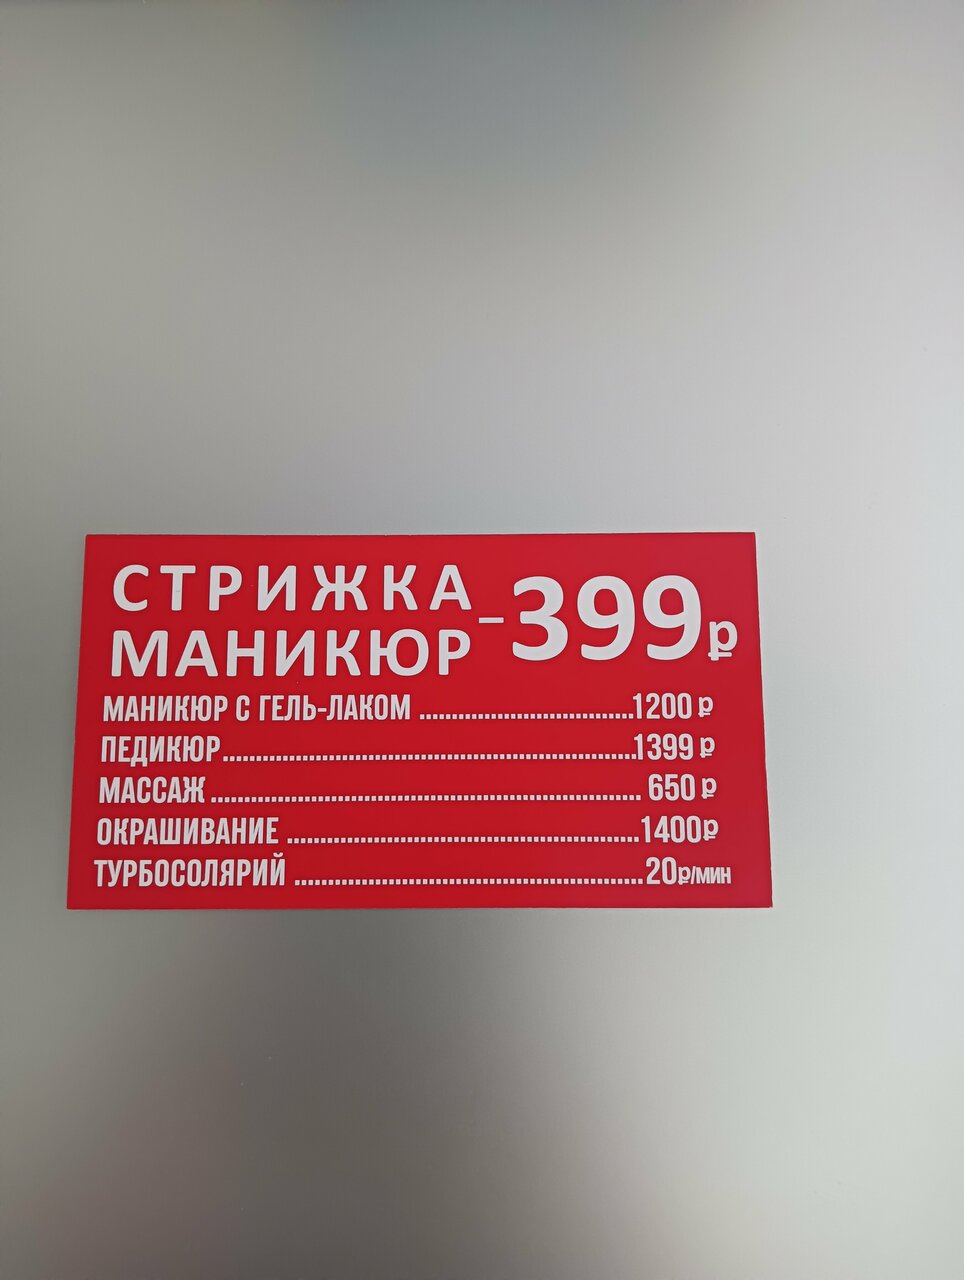 СТРИЖКА
МАНИКЮР –399₽
МАНИКЮР С ГЕЛЬ-ЛАКОМ ..................................1200 ₽
ПЕДИКЮР..................................................................1399 ₽
МАССАЖ .................................................................... 650 ₽
ОКРАШИВАНИЕ ........................................................1400₽
ТУРБОСОЛЯРИЙ .......................................................20₽/МИН